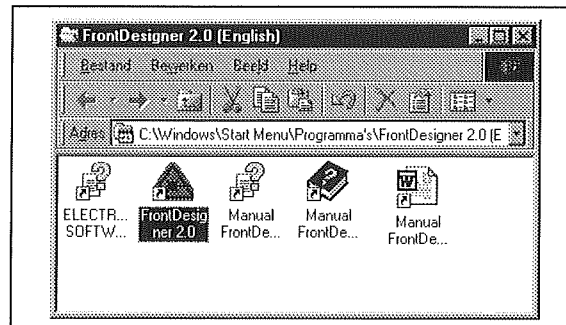 FrontDesigner 2.0 (English)
Bestand Bewerken Beeld Help
Adres C:\Windows\Start Menu\Programma's\FrontDesigner 2.0 (E
ELECTR... FrontDesig Manual Manual Manual
SOFTW... ner 2.0 FrontDe... FrontDe... FrontDe...